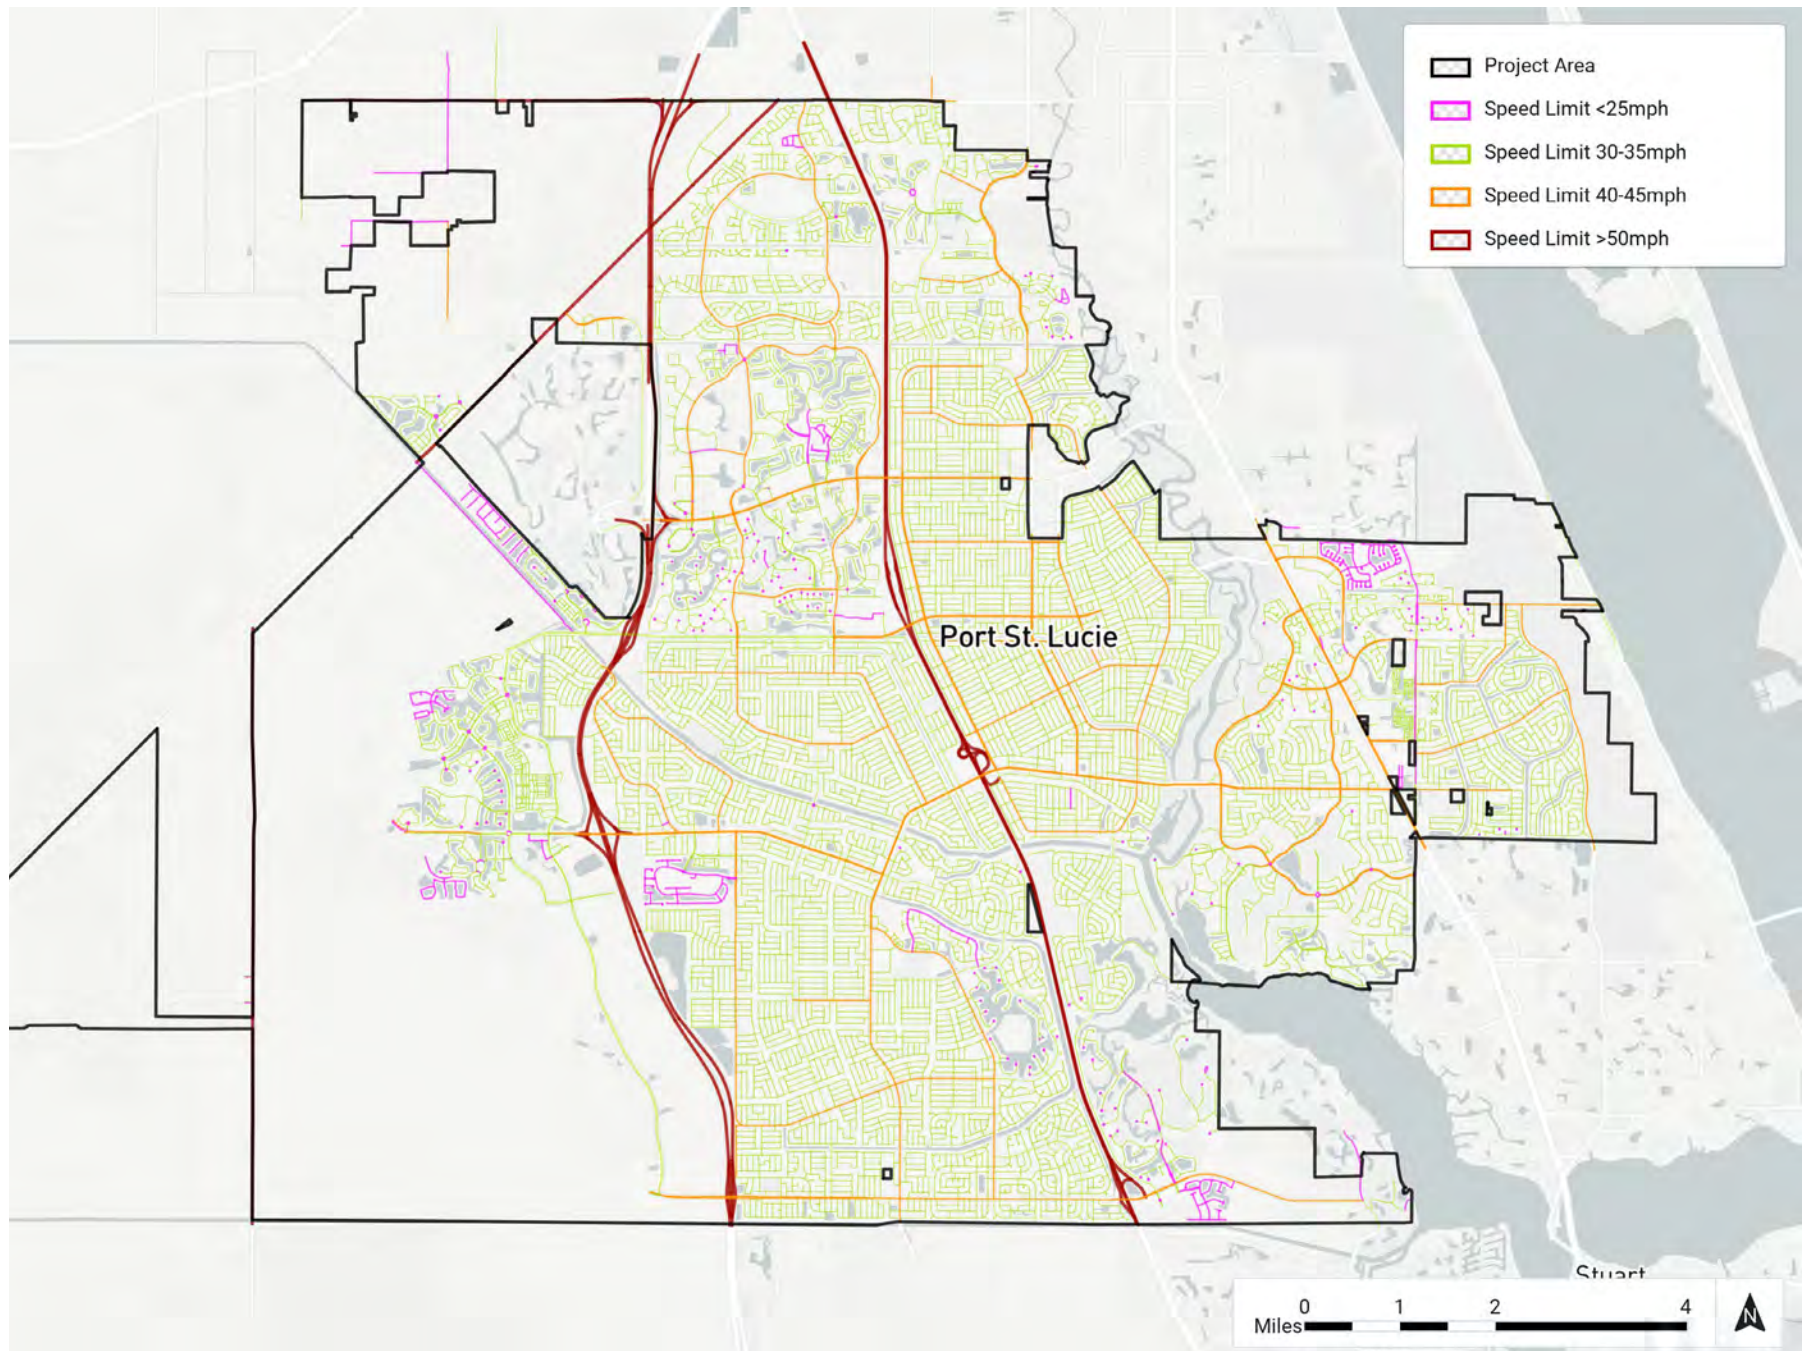 Project Area
Speed Limit <25mph
Speed Limit 30-35mph
Speed Limit 40-45mph
Speed Limit >50mph
Port St. Lucie
Stuart
0 1 2 4
Miles
N